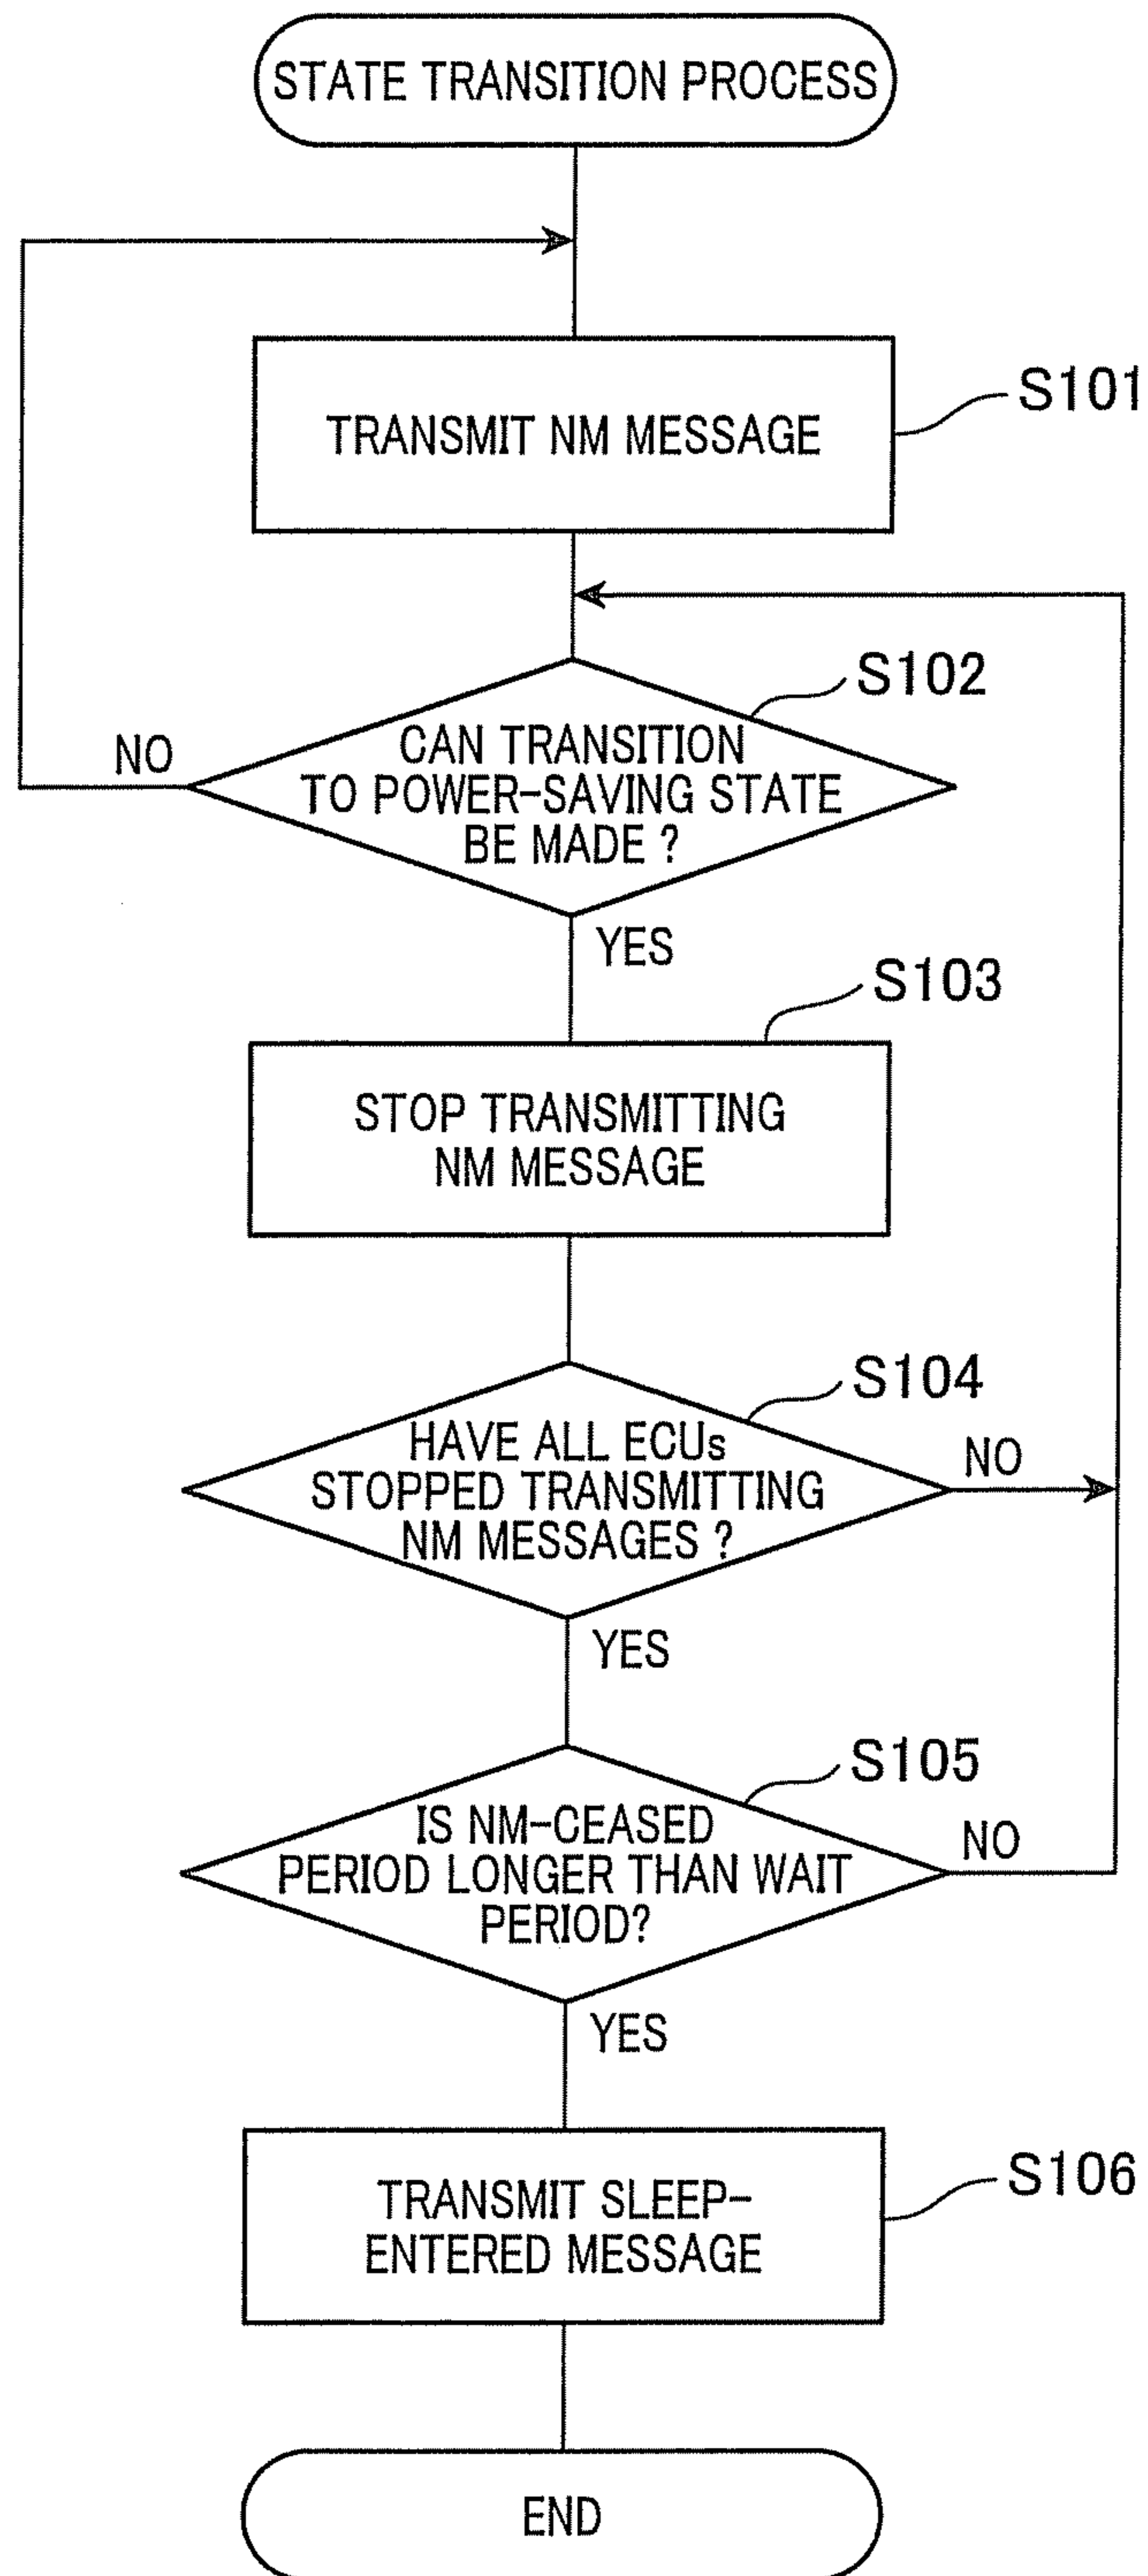 STATE TRANSITION PROCESS
TRANSMIT NM MESSAGE
S101
S102
CAN TRANSITION
TO POWER-SAVING STATE
BE MADE ?
NO
YES
S103
STOP TRANSMITTING
NM MESSAGE
S104
HAVE ALL ECUs
STOPPED TRANSMITTING
NM MESSAGES ?
NO
YES
S105
IS NM-CEASED
PERIOD LONGER THAN WAIT
PERIOD?
NO
YES
TRANSMIT SLEEP-
ENTERED MESSAGE
S106
END